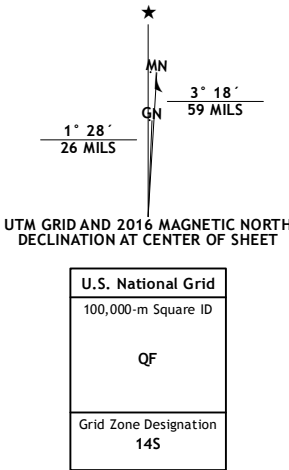 ★
MN
3° 18´
59 MILS
GN
1° 28´
26 MILS
UTM GRID AND 2016 MAGNETIC NORTH
DECLINATION AT CENTER OF SHEET
U.S. National Grid
100,000-m Square ID
QF
Grid Zone Designation
14S